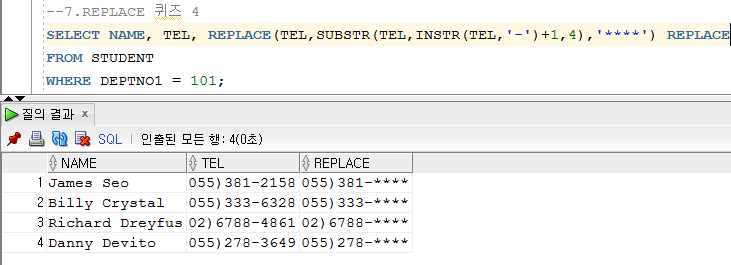 --7.REPLACE 퀴즈 4
SELECT NAME, TEL, REPLACE(TEL,SUBSTR(TEL,INSTR(TEL,'-')+1,4),'****') REPLACE
FROM STUDENT
WHERE DEPTNO1 = 101;
질의 결과 x
SQL | 인출된 모든 행: 4(0초)
NAME TEL REPLACE
1 James Seo 055)381-2158 055)381-****
2 Billy Crystal 055)333-6328 055)333-****
3 Richard Dreyfus 02)6788-4861 02)6788-****
4 Danny Devito 055)278-3649 055)278-****